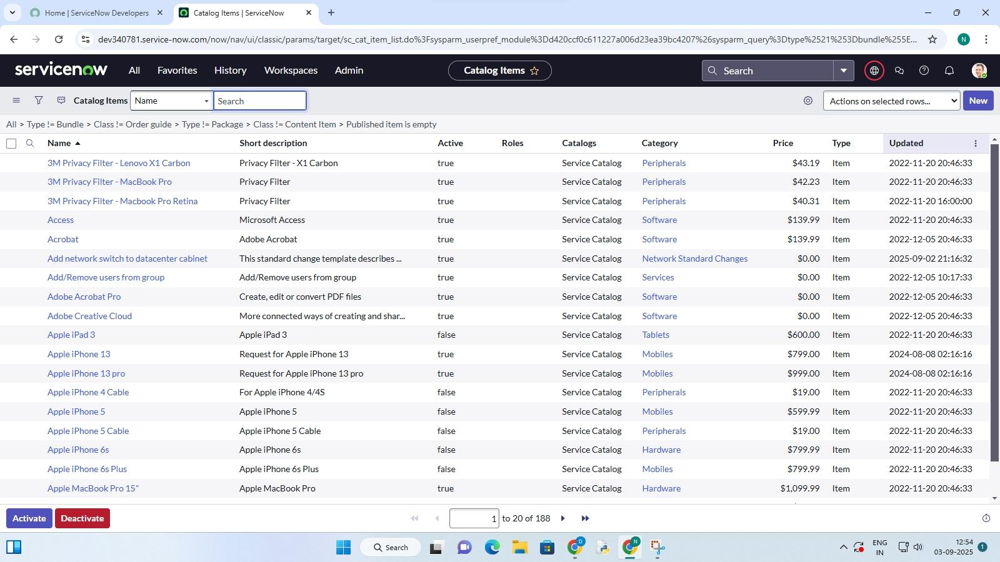 Home | ServiceNow Developers
Catalog Items | ServiceNow
dev340781.service-now.com/now/nav/ui/classic/params/target/sc_cat_item_list.do%3Fsysparm_userpref_module%3Dd420ccf0c611227a006d23ea39bc4207%26sysparm_query%3Dtype%2521%253Dbundle%255E...
N
servicenow All Favorites History Workspaces Admin Catalog Items Search
Catalog Items Name Search Actions on selected rows... New
All > Type != Bundle > Class != Order guide > Type != Package > Class != Content Item > Published item is empty
Name Short description Active Roles Catalogs Category Price Type Updated
3M Privacy Filter - Lenovo X1 Carbon Privacy Filter - X1 Carbon true Service Catalog Peripherals $43.19 Item 2022-11-20 20:46:33
3M Privacy Filter - MacBook Pro Privacy Filter true Service Catalog Peripherals $42.23 Item 2022-11-20 20:46:33
3M Privacy Filter - Macbook Pro Retina Privacy Filter true Service Catalog Peripherals $40.31 Item 2022-11-20 16:00:00
Access Microsoft Access true Service Catalog Software $139.99 Item 2022-11-20 20:46:33
Acrobat Adobe Acrobat true Service Catalog Software $139.99 Item 2022-12-05 20:46:33
Add network switch to datacenter cabinet This standard change template describes ... true Service Catalog Network Standard Changes $0.00 Item 2025-09-02 21:16:32
Add/Remove users from group Add/Remove users from group true Service Catalog Services $0.00 Item 2022-12-05 10:17:33
Adobe Acrobat Pro Create, edit or convert PDF files true Service Catalog Software $0.00 Item 2022-12-05 20:46:33
Adobe Creative Cloud More connected ways of creating and shar... true Service Catalog Software $0.00 Item 2022-12-05 20:46:33
Apple iPad 3 Apple iPad 3 false Service Catalog Tablets $600.00 Item 2022-11-20 20:46:33
Apple iPhone 13 Request for Apple iPhone 13 true Service Catalog Mobiles $799.00 Item 2024-08-08 02:16:16
Apple iPhone 13 pro Request for Apple iPhone 13 pro true Service Catalog Mobiles $999.00 Item 2024-08-08 02:16:16
Apple iPhone 4 Cable For Apple iPhone 4/4S false Service Catalog Peripherals $19.00 Item 2022-11-20 20:46:33
Apple iPhone 5 Apple iPhone 5 false Service Catalog Mobiles $599.99 Item 2022-11-20 20:46:33
Apple iPhone 5 Cable Apple iPhone 5 Cable false Service Catalog Peripherals $19.00 Item 2022-11-20 20:46:33
Apple iPhone 6s Apple iPhone 6s false Service Catalog Hardware $799.99 Item 2022-11-20 20:46:33
Apple iPhone 6s Plus Apple iPhone 6s Plus false Service Catalog Mobiles $799.99 Item 2022-11-20 20:46:33
Apple MacBook Pro 15" Apple MacBook Pro true Service Catalog Hardware $1,099.99 Item 2022-11-20 20:46:33
Activate Deactivate 1 to 20 of 188
Search D N ENG 12:54 1
IN 03-09-2025